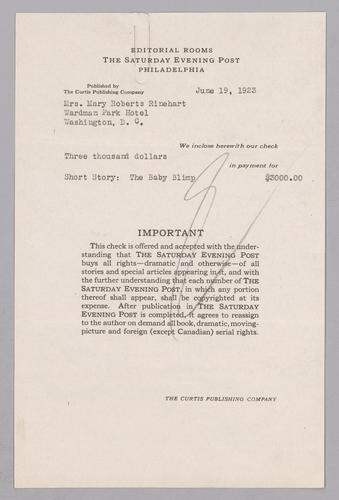 EDITORIAL ROOMS
THE SATURDAY EVENING POST
PHILADELPHIA
Published by
The Curtis Publishing Company
June 19, 1923
Mrs. Mary Roberts Rinehart
Wardman Park Hotel
Washington, D. C.
We inclose herewith our check
Three thousand dollars
in payment for
Short Story: The Baby Blimp $3000.00
IMPORTANT
This check is offered and accepted with the under-
standing that THE SATURDAY EVENING POST
buys all rights—dramatic and otherwise—of all
stories and special articles appearing in it, and with
the further understanding that each number of THE
SATURDAY EVENING POST, in which any portion
thereof shall appear, shall be copyrighted at its
expense. After publication in THE SATURDAY
EVENING POST is completed, it agrees to reassign
to the author on demand all book, dramatic, moving-
picture and foreign (except Canadian) serial rights.
THE CURTIS PUBLISHING COMPANY